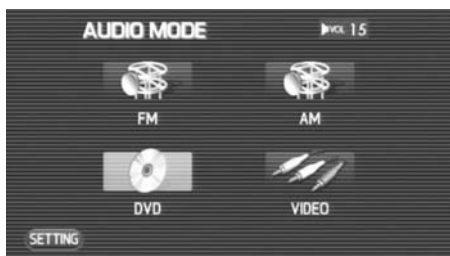 AUDIO MODE
VOL 15
FM
AM
DVD
VIDEO
SETTING